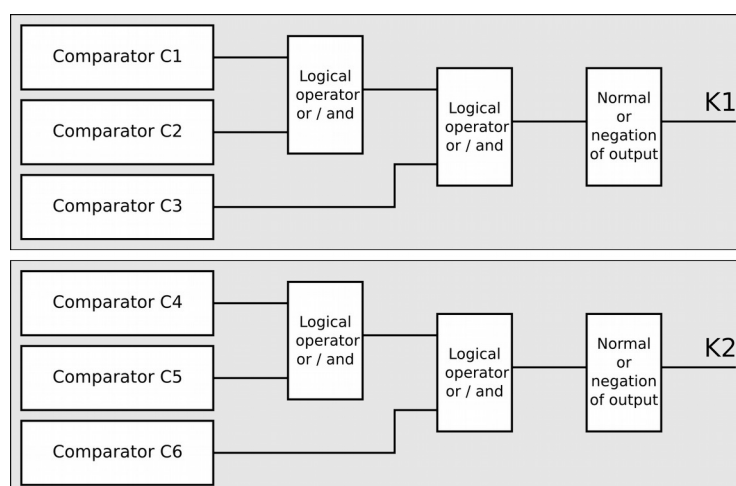 Comparator C1
Comparator C2
Comparator C3
Logical
operator
or / and
Logical
operator
or / and
Normal
or
negation
of output
K1
Comparator C4
Comparator C5
Comparator C6
Logical
operator
or / and
Logical
operator
or / and
Normal
or
negation
of output
K2